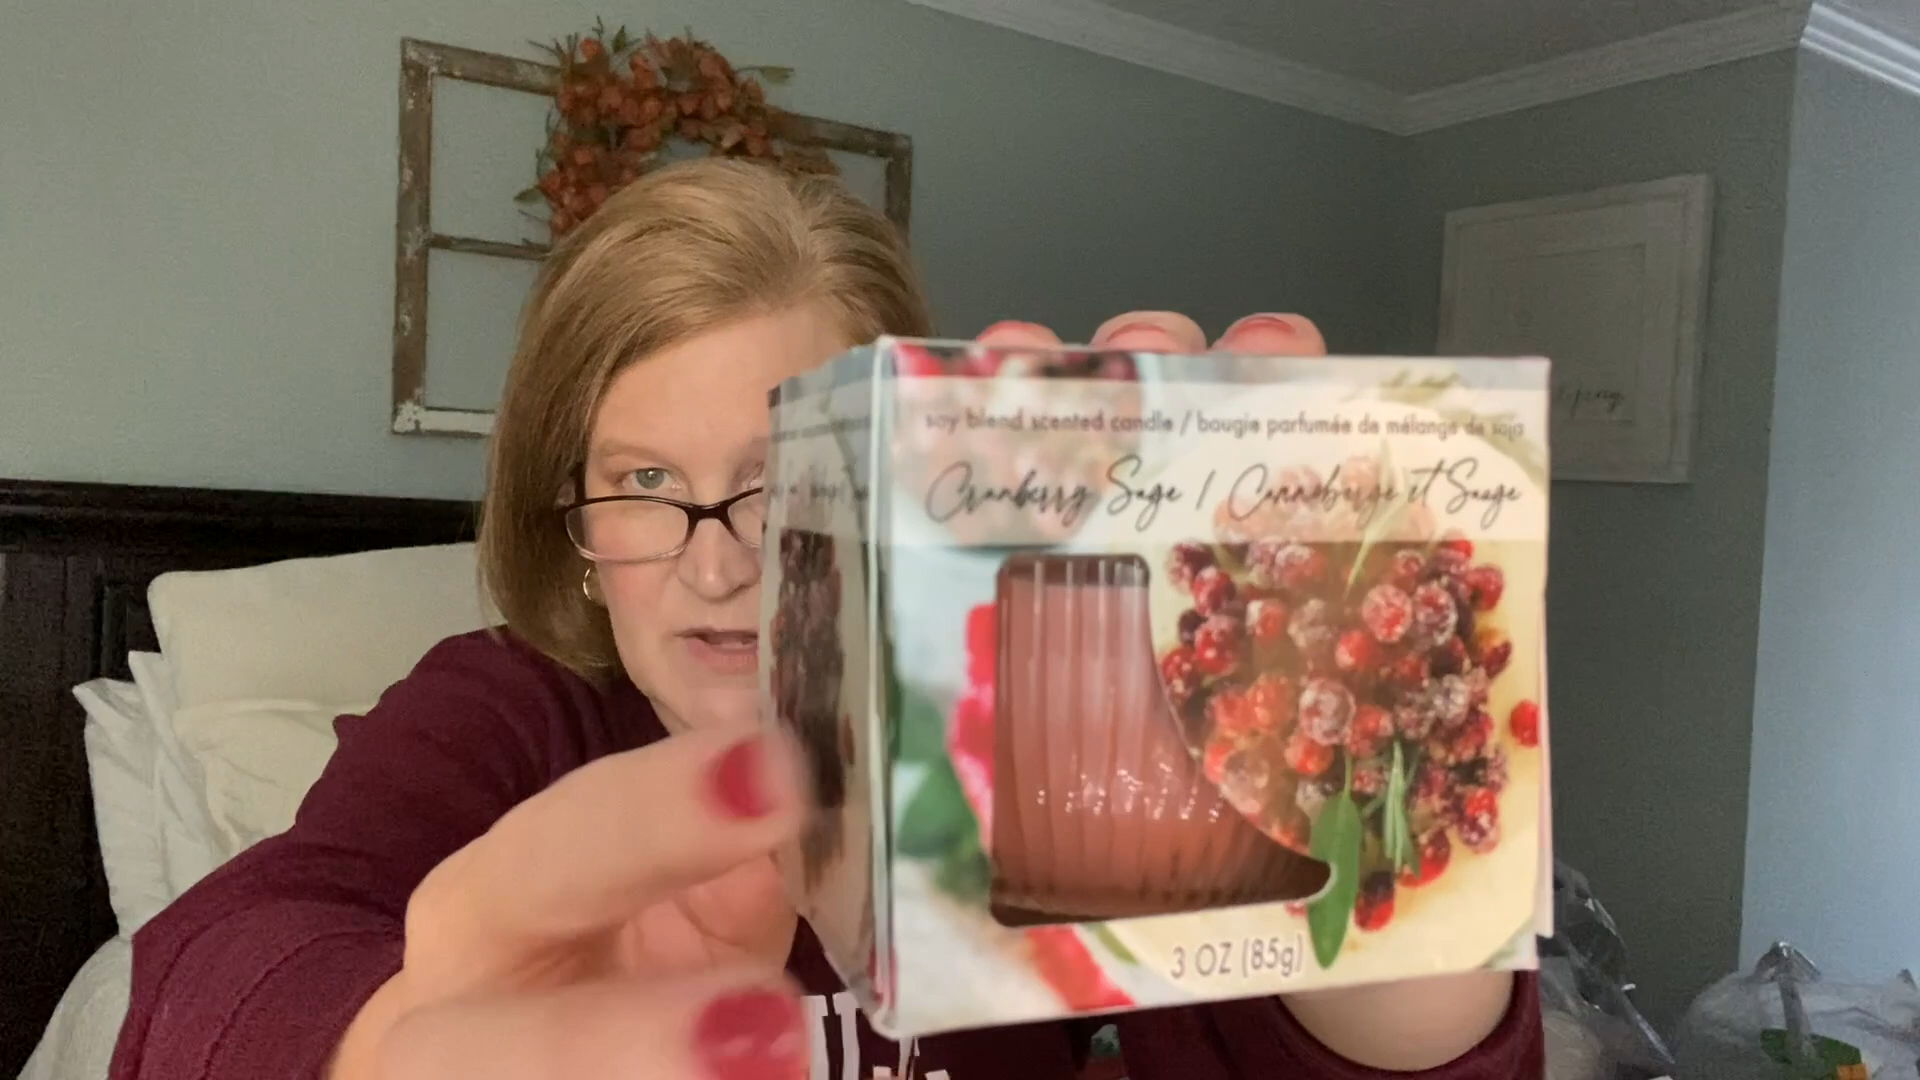 soy blend scented candle / bougie parfumée de mélange de soja
Cranberry Sage / Canneberge et Sauge
3 OZ (85g)